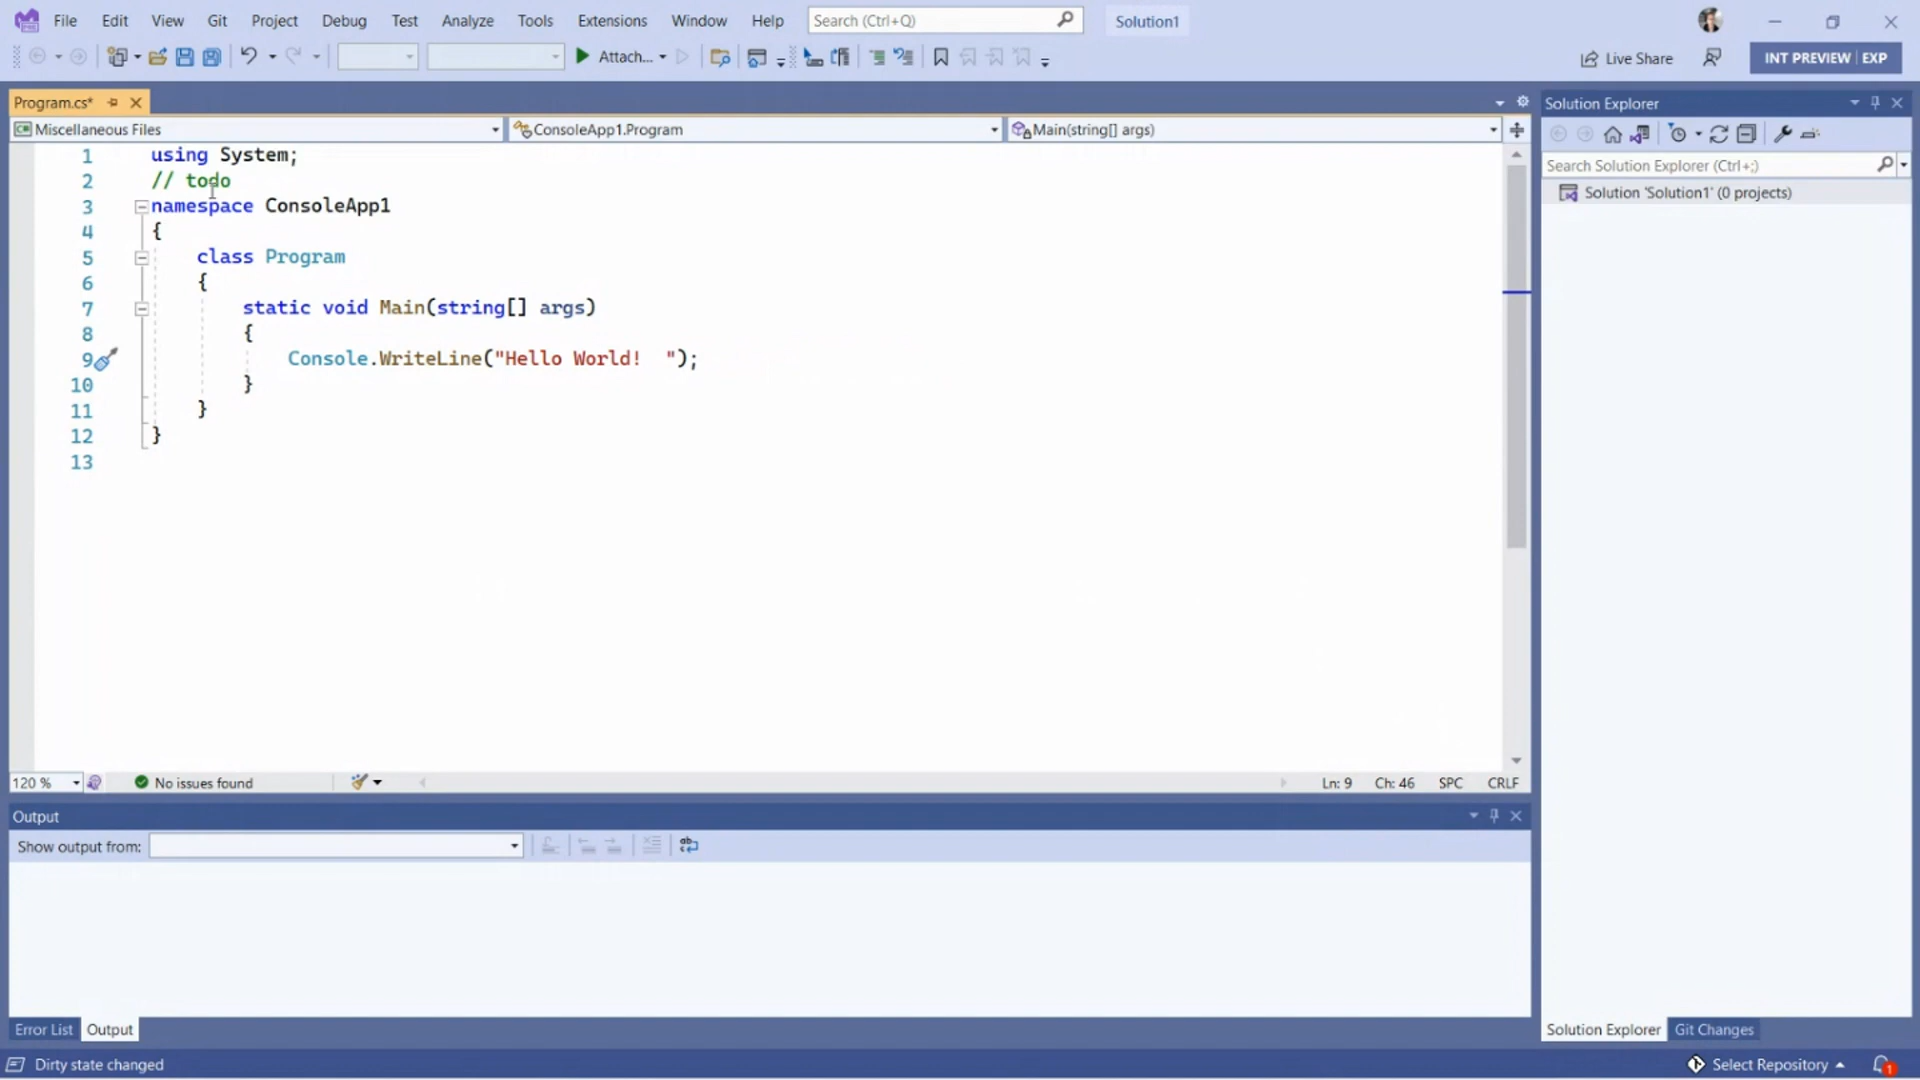 File Edit View Git Project Debug Test Analyze Tools Extensions Window Help Search (Ctrl+Q) Solution1
Attach... Live Share INT PREVIEW | EXP
Program.cs*
Miscellaneous Files ConsoleApp1.Program Main(string[] args)
1 using System;
2 // todo
3 namespace ConsoleApp1
4 {
5 class Program
6 {
7 static void Main(string[] args)
8 {
9 Console.WriteLine("Hello World!  ");
10 }
11 }
12 }
13
120 % No issues found Ln: 9 Ch: 46 SPC CRLF
Output
Show output from:
Error List Output
Solution Explorer
Search Solution Explorer (Ctrl+;)
Solution 'Solution1' (0 projects)
Solution Explorer Git Changes
Dirty state changed Select Repository 1